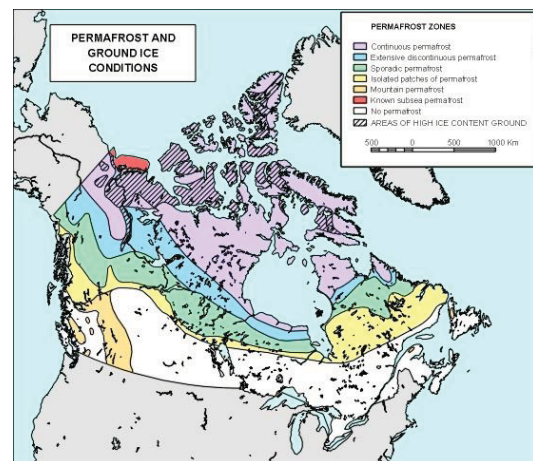 PERMAFROST AND
GROUND ICE
CONDITIONS
PERMAFROST ZONES
Continuous permafrost
Extensive discontinuous permafrost
Sporadic permafrost
Isolated patches of permafrost
Mountain permafrost
Known subsea permafrost
No permafrost
AREAS OF HIGH ICE CONTENT GROUND
500 0 500 1000 Km